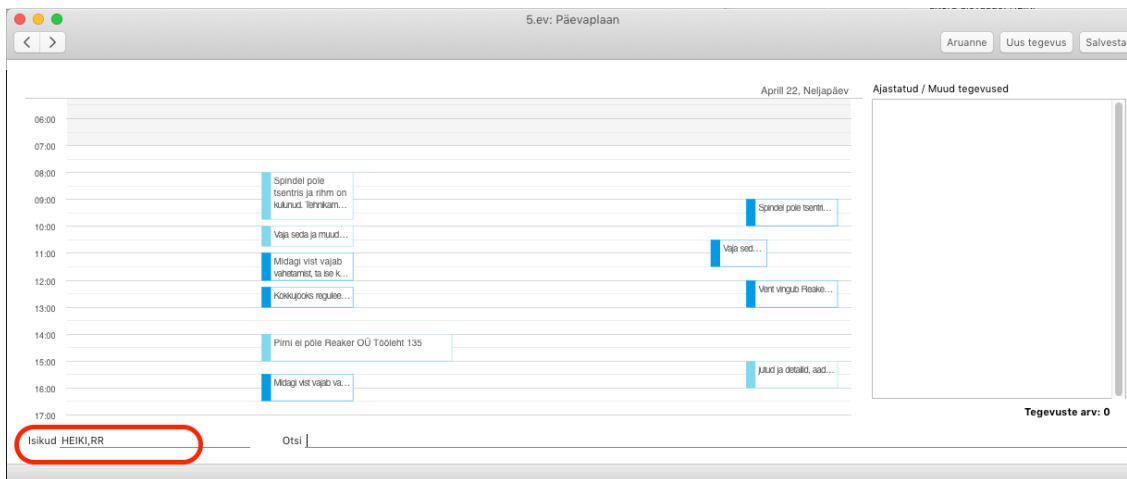 5.ev: Päevaplaan
Aruanne
Uus tegevus
Salvesta
Aprill 22, Neljapäev
Ajastatud / Muud tegevused
06:00
07:00
08:00
09:00
10:00
11:00
12:00
13:00
14:00
15:00
16:00
17:00
Spindel pole
tsentris ja rihm on
kulunud. Tehnikam...
Vaja seda ja muud...
Midagi vist vajab
vahetamist, ta ise k...
Kokkujooks regulee...
Pirni ei põle Reaker OÜ Tööleht 135
Midagi vist vajab va...
Spindel pole tsentri...
Vaja sed...
Vent vingub Reake...
jutud ja detailid, aad...
Tegevuste arv: 0
Isikud HEIKI,RR
Otsi